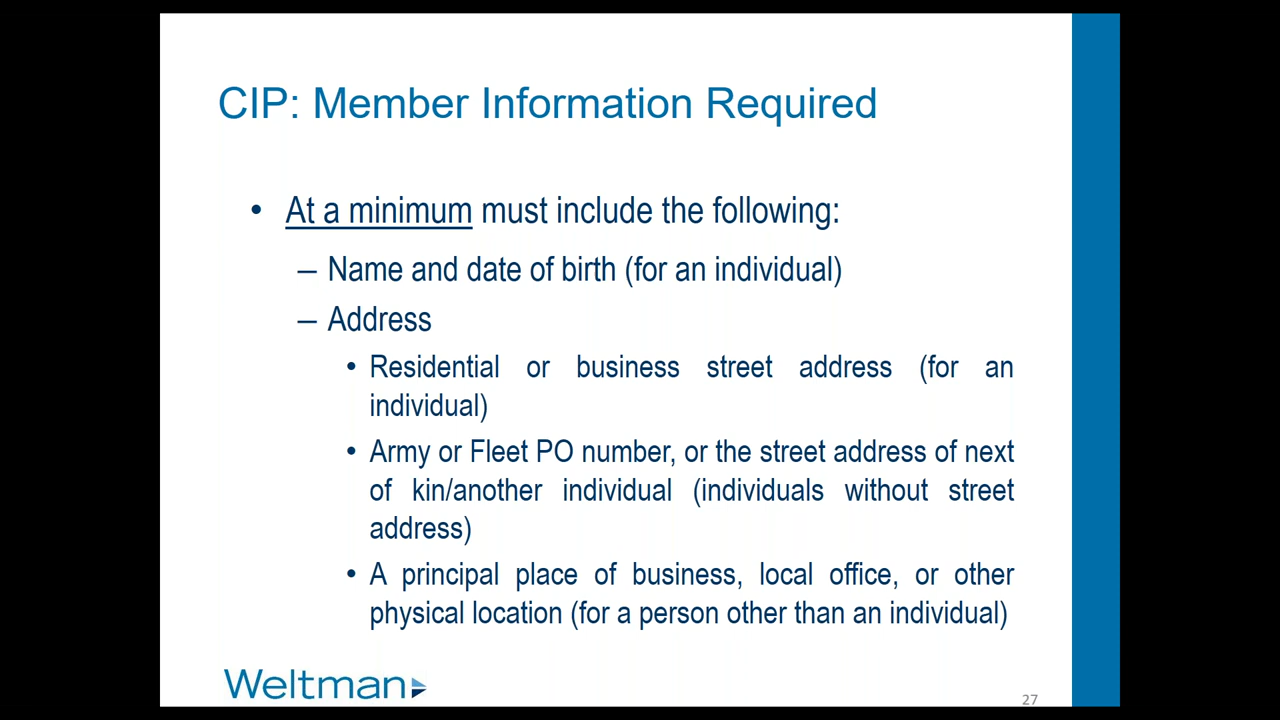 CIP: Member Information Required
• At a minimum must include the following:
– Name and date of birth (for an individual)
– Address
• Residential or business street address (for an
individual)
• Army or Fleet PO number, or the street address of next
of kin/another individual (individuals without street
address)
• A principal place of business, local office, or other
physical location (for a person other than an individual)
Weltman
27